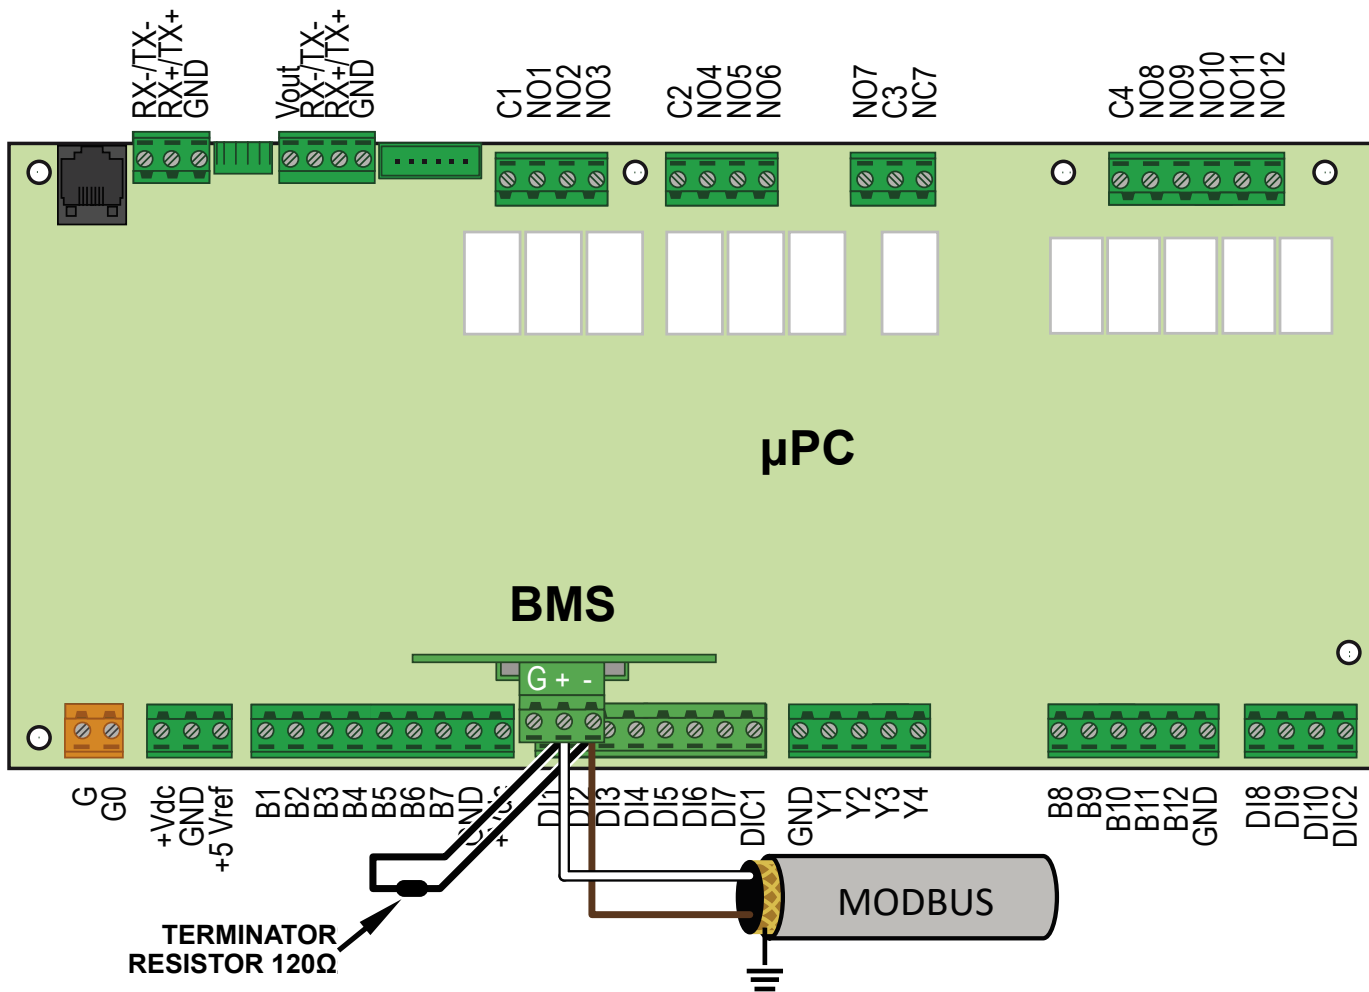 RX-/TX-
RX+/TX+
GND
Vout
RX-/TX-
RX+/TX+
GND
C1
NO1
NO2
NO3
C2
NO4
NO5
NO6
NO7
C3
NC7
C4
NO8
NO9
NO10
NO11
NO12
µPC
BMS
G + -
G
G0
+Vdc
GND
+5 Vref
B1
B2
B3
B4
B5
B6
B7
GND
DI1
DI2
DI3
DI4
DI5
DI6
DI7
DIC1
GND
Y1
Y2
Y3
Y4
B8
B9
B10
B11
B12
GND
DI8
DI9
DI10
DIC2
MODBUS
TERMINATOR
RESISTOR 120Ω